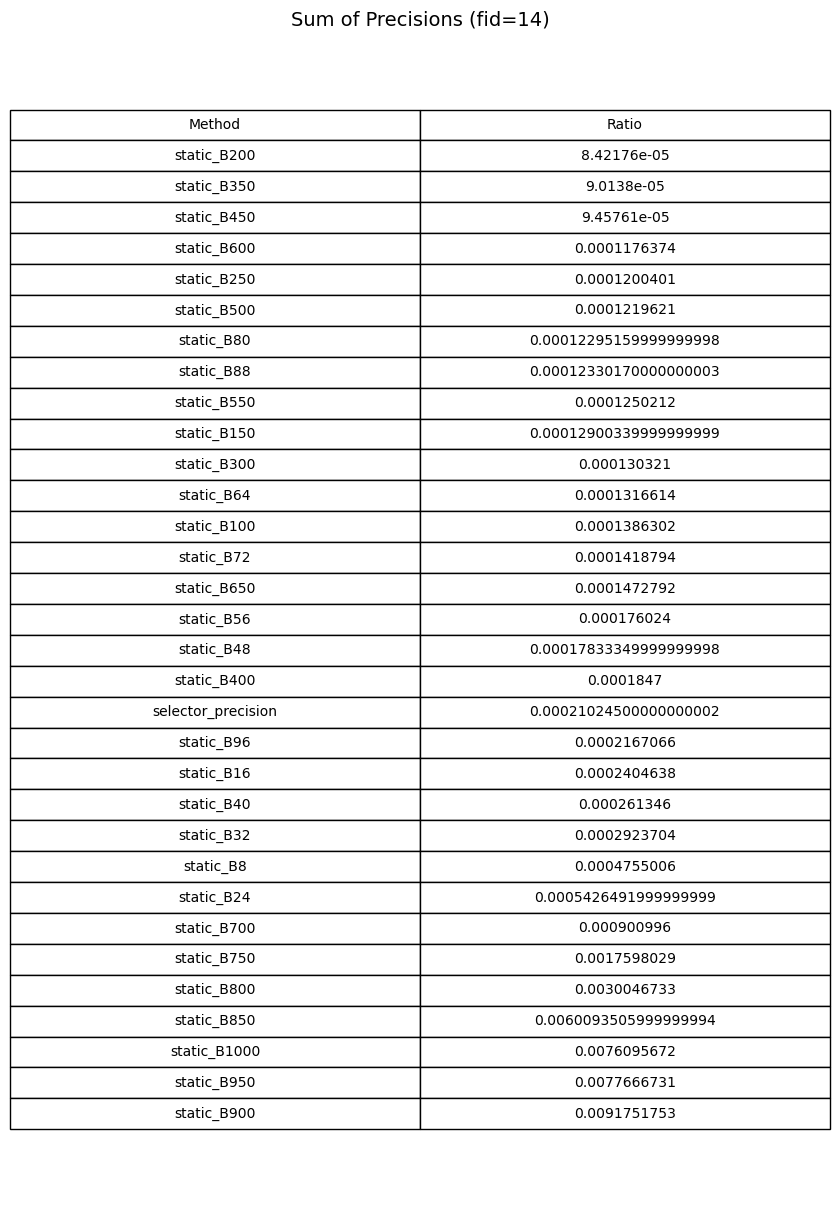 Sum of Precisions (fid=14)
Method Ratio
static_B200 8.42176e-05
static_B350 9.0138e-05
static_B450 9.45761e-05
static_B600 0.0001176374
static_B250 0.0001200401
static_B500 0.0001219621
static_B80 0.00012295159999999998
static_B88 0.00012330170000000003
static_B550 0.0001250212
static_B150 0.00012900339999999999
static_B300 0.000130321
static_B64 0.0001316614
static_B100 0.0001386302
static_B72 0.0001418794
static_B650 0.0001472792
static_B56 0.000176024
static_B48 0.00017833349999999998
static_B400 0.0001847
selector_precision 0.00021024500000000002
static_B96 0.0002167066
static_B16 0.0002404638
static_B40 0.000261346
static_B32 0.0002923704
static_B8 0.0004755006
static_B24 0.0005426491999999999
static_B700 0.000900996
static_B750 0.0017598029
static_B800 0.0030046733
static_B850 0.0060093505999999994
static_B1000 0.0076095672
static_B950 0.0077666731
static_B900 0.0091751753